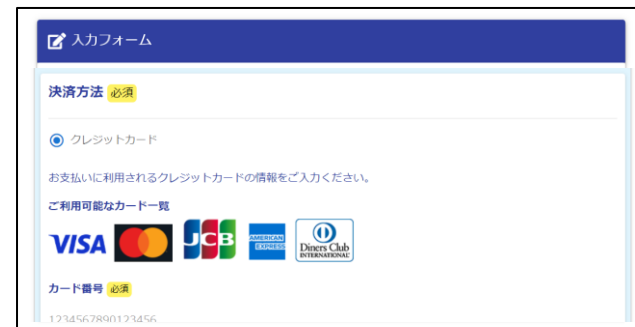 入力フォーム
決済方法 必須
クレジットカード
お支払いに利用されるクレジットカードの情報をご入力ください。
ご利用可能なカード一覧
VISA JCB AMERICAN EXPRESS Diners Club INTERNATIONAL
カード番号 必須
1234567890123456